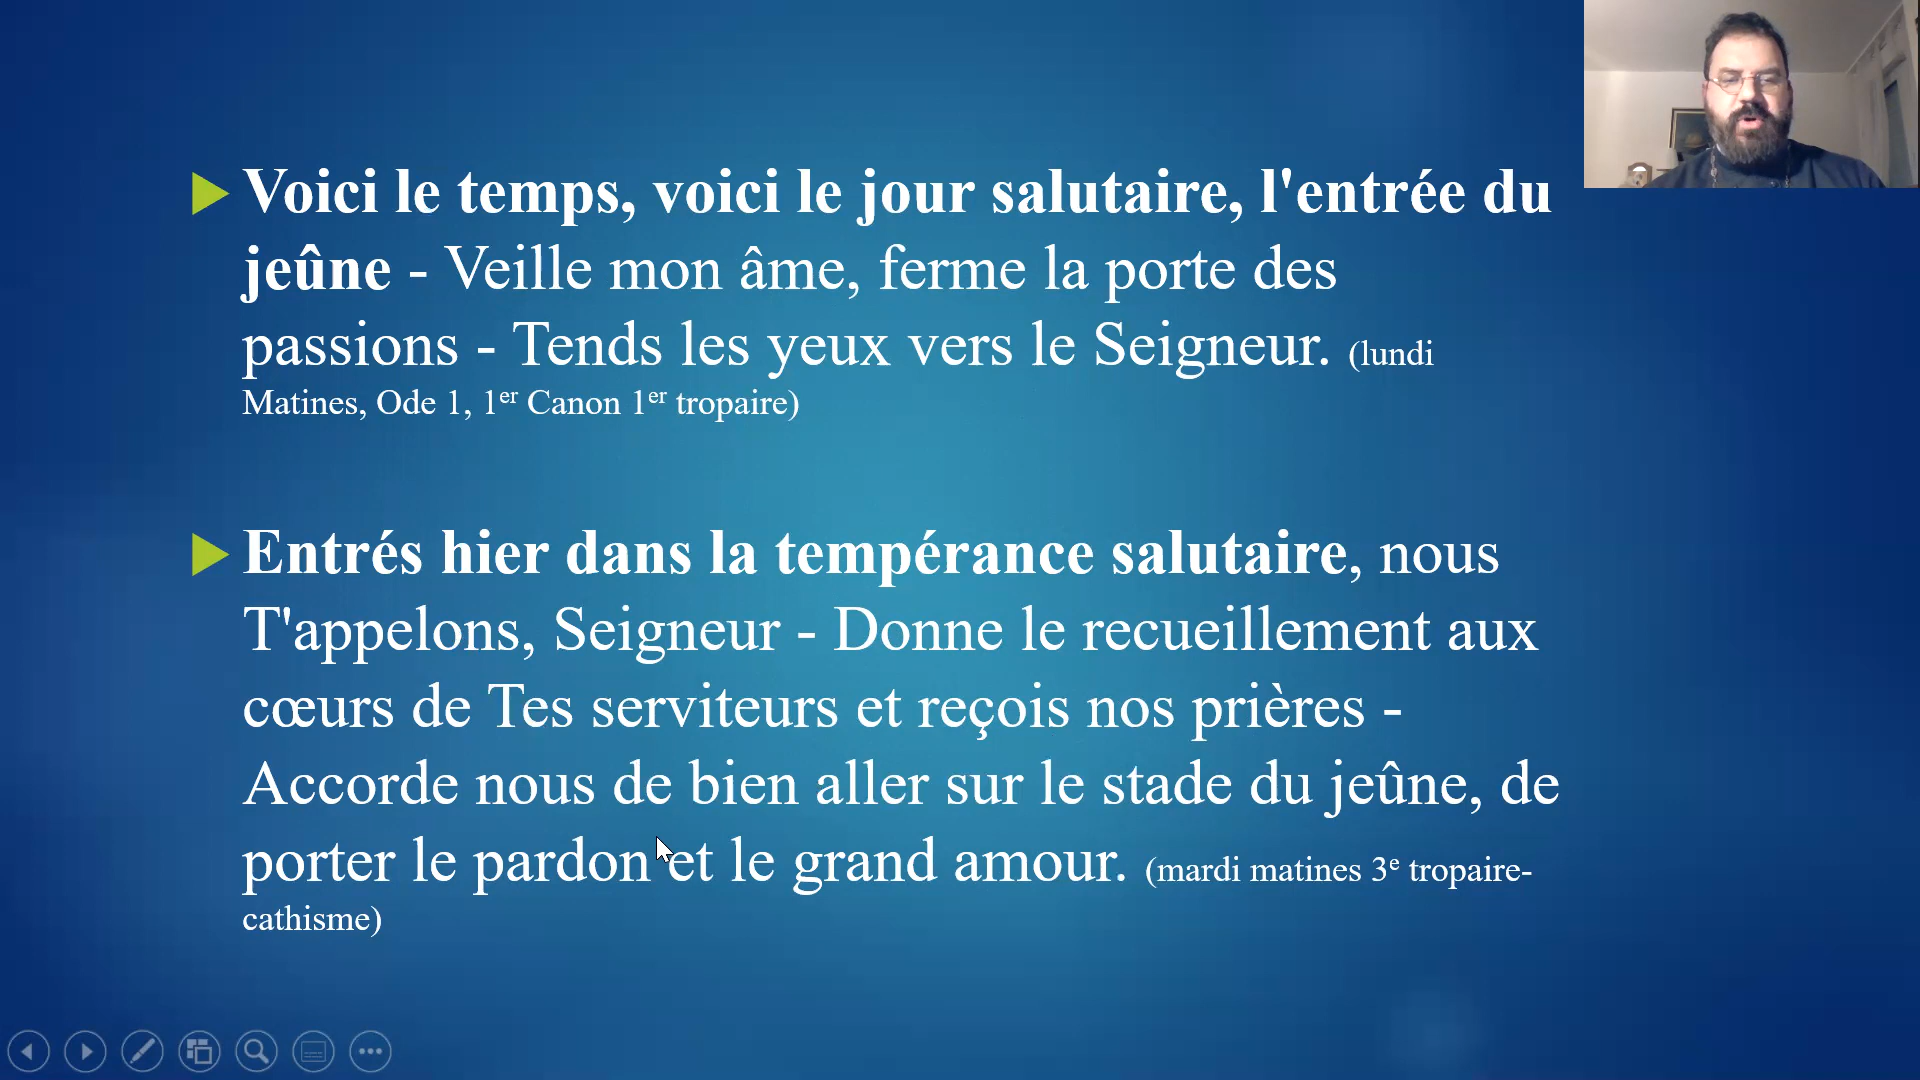 Voici le temps, voici le jour salutaire, l'entrée du
jeûne - Veille mon âme, ferme la porte des
passions - Tends les yeux vers le Seigneur. (lundi
Matines, Ode 1, 1er Canon 1er tropaire)
Entrés hier dans la tempérance salutaire, nous
T'appelons, Seigneur - Donne le recueillement aux
cœurs de Tes serviteurs et reçois nos prières -
Accorde nous de bien aller sur le stade du jeûne, de
porter le pardon et le grand amour. (mardi matines 3e tropaire-
cathisme)